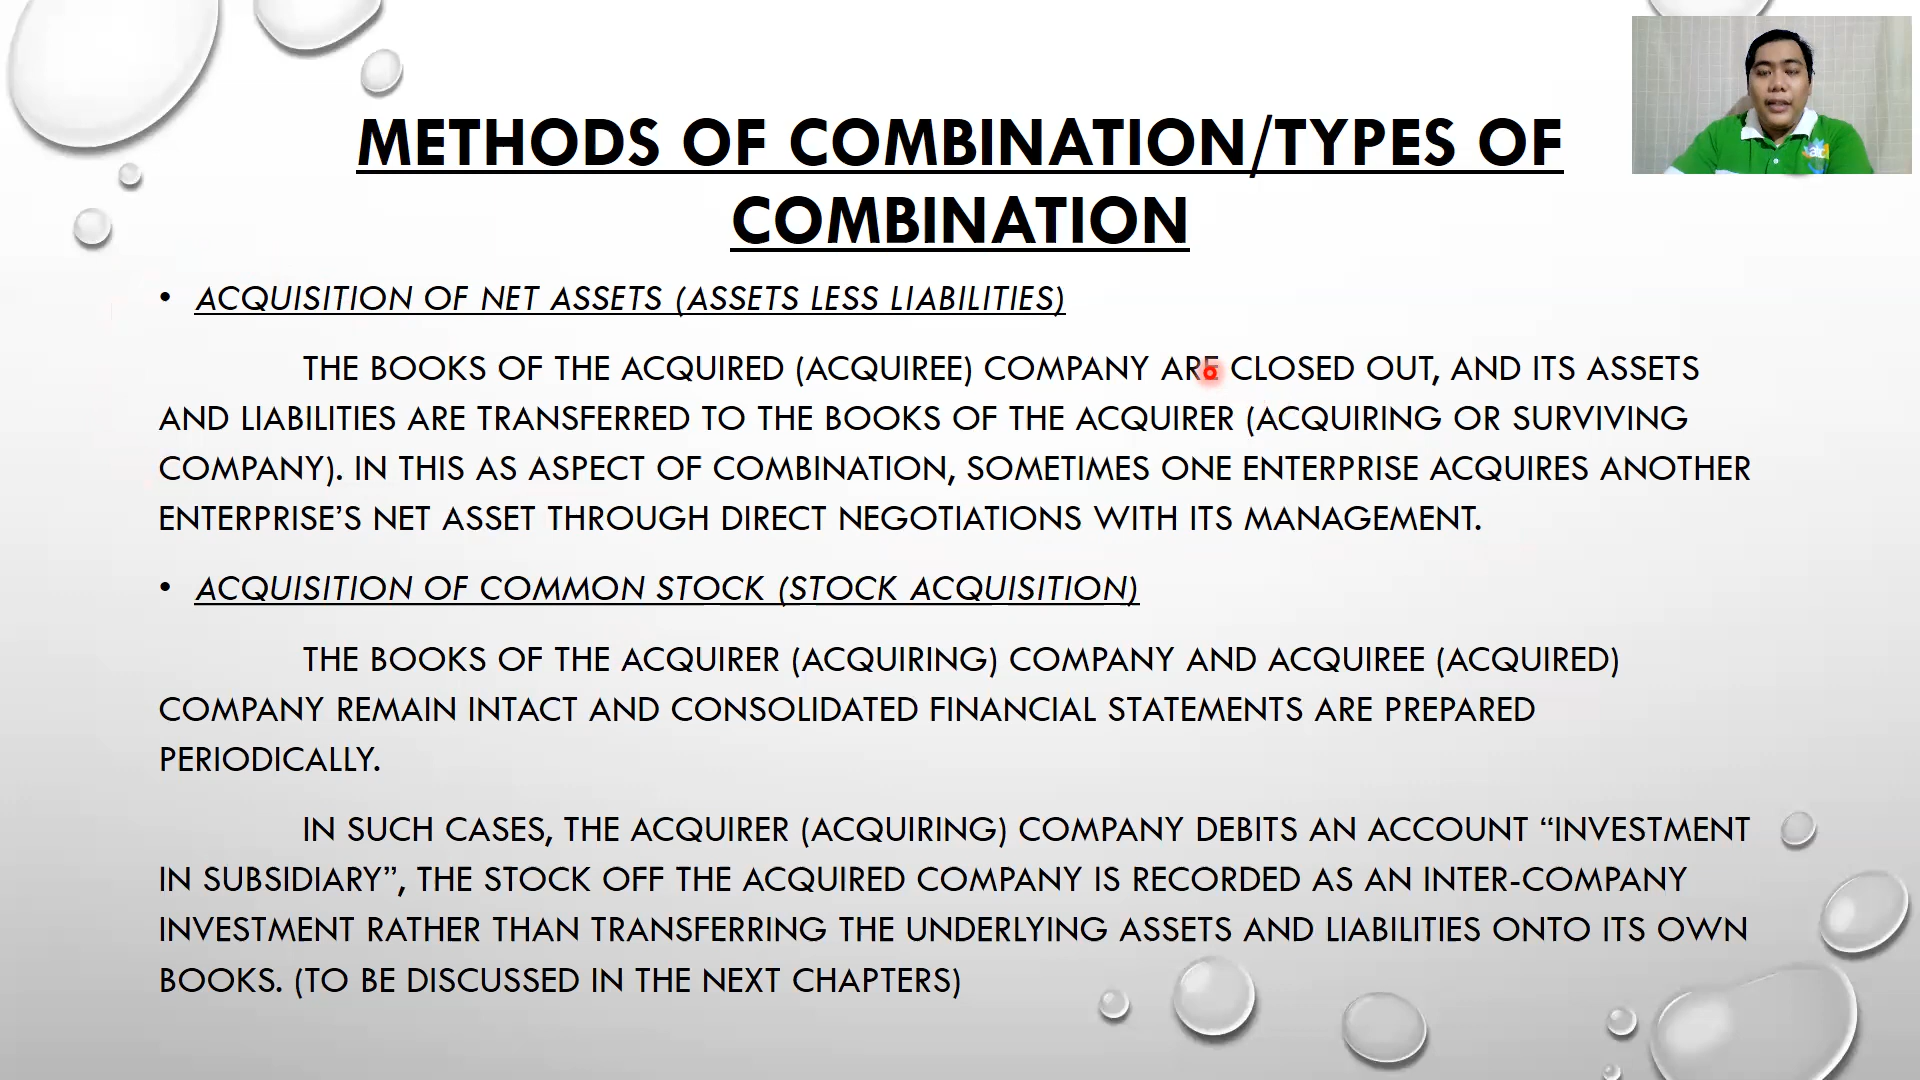 METHODS OF COMBINATION/TYPES OF
COMBINATION
• ACQUISITION OF NET ASSETS (ASSETS LESS LIABILITIES)
THE BOOKS OF THE ACQUIRED (ACQUIREE) COMPANY ARE CLOSED OUT, AND ITS ASSETS
AND LIABILITIES ARE TRANSFERRED TO THE BOOKS OF THE ACQUIRER (ACQUIRING OR SURVIVING
COMPANY). IN THIS AS ASPECT OF COMBINATION, SOMETIMES ONE ENTERPRISE ACQUIRES ANOTHER
ENTERPRISE’S NET ASSET THROUGH DIRECT NEGOTIATIONS WITH ITS MANAGEMENT.
• ACQUISITION OF COMMON STOCK (STOCK ACQUISITION)
THE BOOKS OF THE ACQUIRER (ACQUIRING) COMPANY AND ACQUIREE (ACQUIRED)
COMPANY REMAIN INTACT AND CONSOLIDATED FINANCIAL STATEMENTS ARE PREPARED
PERIODICALLY.
IN SUCH CASES, THE ACQUIRER (ACQUIRING) COMPANY DEBITS AN ACCOUNT “INVESTMENT
IN SUBSIDIARY”, THE STOCK OFF THE ACQUIRED COMPANY IS RECORDED AS AN INTER-COMPANY
INVESTMENT RATHER THAN TRANSFERRING THE UNDERLYING ASSETS AND LIABILITIES ONTO ITS OWN
BOOKS. (TO BE DISCUSSED IN THE NEXT CHAPTERS)